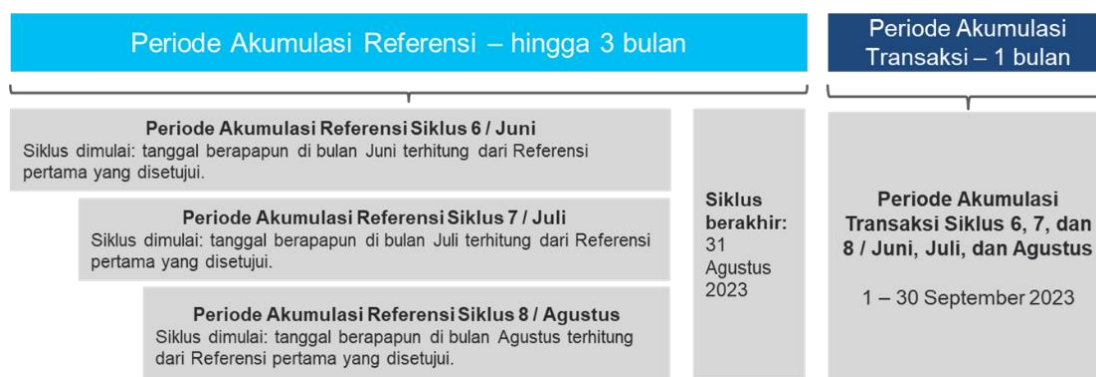 Periode Akumulasi Referensi – hingga 3 bulan
Periode Akumulasi
Transaksi – 1 bulan
Periode Akumulasi Referensi Siklus 6 / Juni
Siklus dimulai: tanggal berapapun di bulan Juni terhitung dari Referensi
pertama yang disetujui.
Periode Akumulasi Referensi Siklus 7 / Juli
Siklus dimulai: tanggal berapapun di bulan Juli terhitung dari Referensi
pertama yang disetujui.
Periode Akumulasi Referensi Siklus 8 / Agustus
Siklus dimulai: tanggal berapapun di bulan Agustus terhitung
dari Referensi pertama yang disetujui.
Siklus
berakhir:
31
Agustus
2023
Periode Akumulasi
Transaksi Siklus 6, 7, dan
8 / Juni, Juli, dan Agustus
1 – 30 September 2023